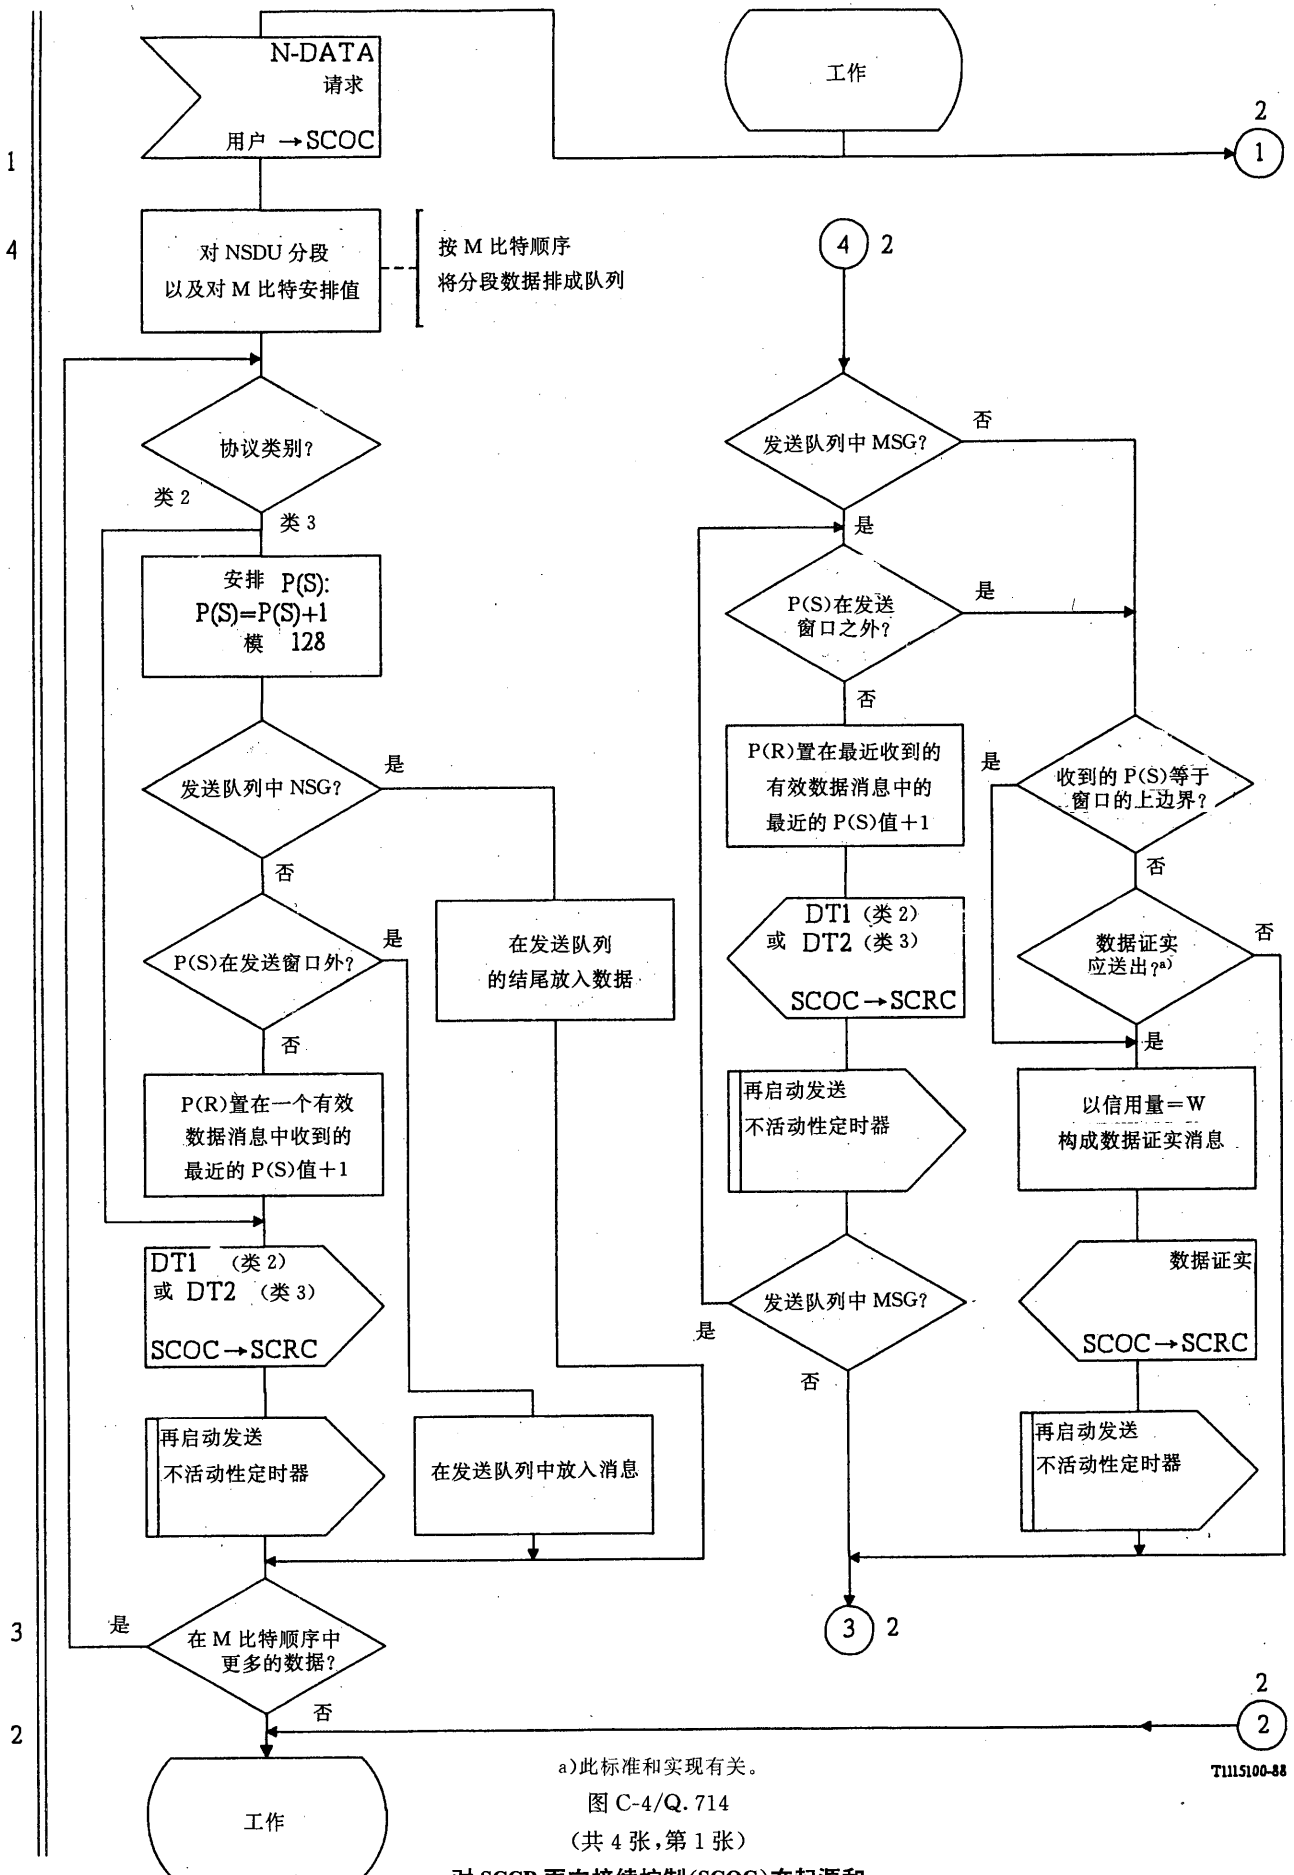 N-DATA
请求
用户 →SCOC
工作
2
1
1
4
对 NSDU 分段
以及对 M 比特安排值
按 M 比特顺序
将分段数据排成队列
4 2
协议类别?
类 2
类 3
安排 P(S):
P(S)=P(S)+1
模 128
发送队列中 NSG?
是
否
P(S)在发送窗口外?
是
否
在发送队列
的结尾放入数据
P(R)置在一个有效
数据消息中收到的
最近的 P(S)值+1
DT1 (类 2)
或 DT2 (类 3)
SCOC→SCRC
再启动发送
不活动性定时器
在发送队列中放入消息
3
是
在 M 比特顺序中
更多的数据?
否
2
工作
发送队列中 MSG?
否
是
P(S)在发送
窗口之外?
是
否
P(R)置在最近收到的
有效数据消息中的
最近的 P(S)值+1
DT1 (类 2)
或 DT2 (类 3)
SCOC→SCRC
再启动发送
不活动性定时器
发送队列中 MSG?
是
否
3 2
是
收到的 P(S)等于
窗口的上边界?
否
数据证实
应送出?a)
否
是
以信用量=W
构成数据证实消息
数据证实
SCOC→SCRC
再启动发送
不活动性定时器
2
2
a)此标准和实现有关。
T1115100-88
图 C-4/Q.714
(共 4 张,第 1 张)
对 SCCP 面向接续控制(SCOC)在起源和